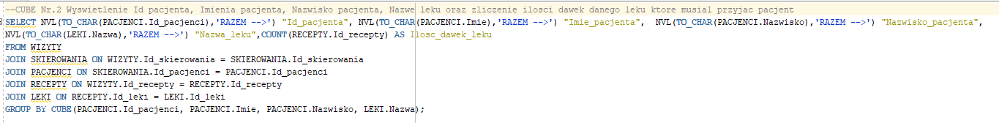 --CUBE Nr.2 Wyswietlenie Id pacjenta, Imienia pacjenta, Nazwisko pacjenta, Nazwe leku oraz zliczenie ilosci dawek danego leku ktore musial przyjac pacjent
SELECT NVL(TO_CHAR(PACJENCI.Id_pacjenci),'RAZEM -->') "Id_pacjenta", NVL(TO_CHAR(PACJENCI.Imie),'RAZEM -->') "Imie_pacjenta",  NVL(TO_CHAR(PACJENCI.Nazwisko),'RAZEM -->') "Nazwisko_pacjenta",
NVL(TO_CHAR(LEKI.Nazwa),'RAZEM -->') "Nazwa_leku",COUNT(RECEPTY.Id_recepty) AS Ilosc_dawek_leku
FROM WIZYTY
JOIN SKIEROWANIA ON WIZYTY.Id_skierowania = SKIEROWANIA.Id_skierowania
JOIN PACJENCI ON SKIEROWANIA.Id_pacjenci = PACJENCI.Id_pacjenci
JOIN RECEPTY ON WIZYTY.Id_recepty = RECEPTY.Id_recepty
JOIN LEKI ON RECEPTY.Id_leki = LEKI.Id_leki
GROUP BY CUBE(PACJENCI.Id_pacjenci, PACJENCI.Imie, PACJENCI.Nazwisko, LEKI.Nazwa);